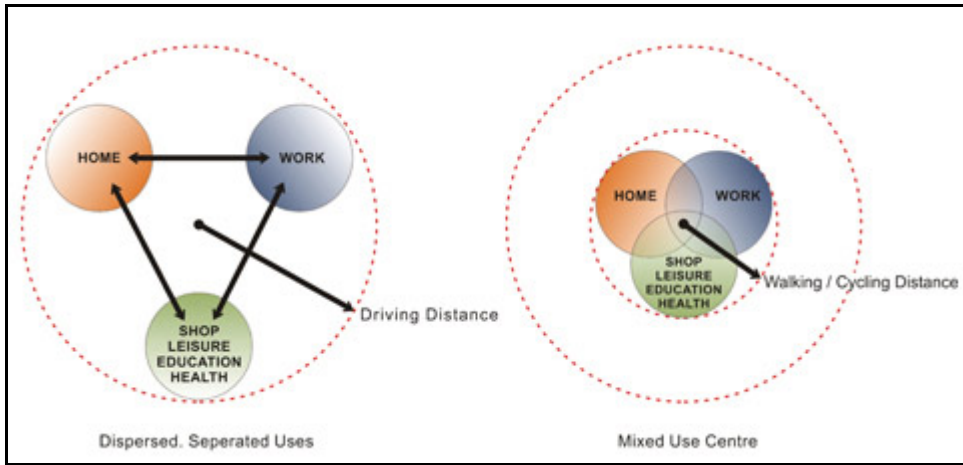 HOME
WORK
SHOP
LEISURE
EDUCATION
HEALTH
Driving Distance
Dispersed. Seperated Uses
HOME
WORK
SHOP
LEISURE
EDUCATION
HEALTH
Walking / Cycling Distance
Mixed Use Centre